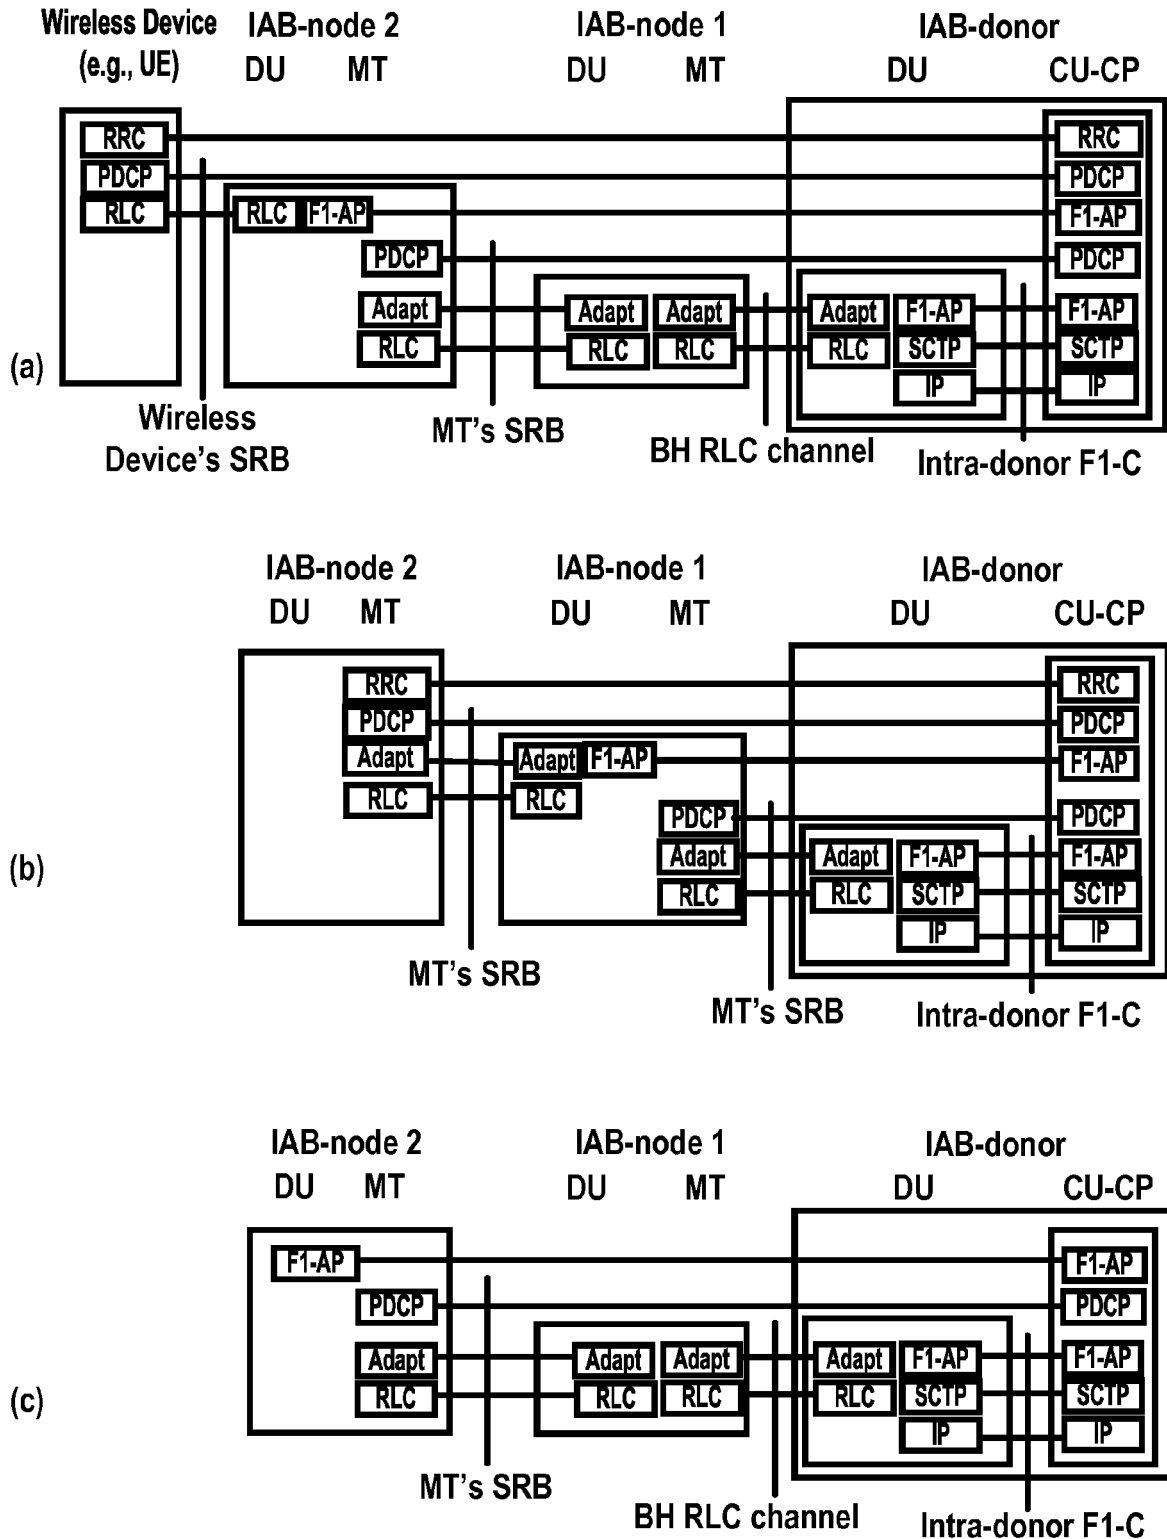 Wireless Device IAB-node 2 IAB-node 1 IAB-donor
(e.g., UE) DU MT DU MT DU CU-CP
RRC RRC
PDCP PDCP
RLC RLC F1-AP F1-AP
PDCP PDCP
Adapt Adapt Adapt Adapt F1-AP F1-AP
RLC RLC RLC RLC SCTP SCTP
(a)
IP IP
Wireless
Device's SRB
MT's SRB
BH RLC channel
Intra-donor F1-C
IAB-node 2 IAB-node 1 IAB-donor
DU MT DU MT DU CU-CP
RRC RRC
PDCP PDCP
Adapt Adapt F1-AP F1-AP
RLC RLC
PDCP PDCP
Adapt Adapt F1-AP F1-AP
(b)
RLC RLC SCTP SCTP
IP IP
MT's SRB
MT's SRB
Intra-donor F1-C
IAB-node 2 IAB-node 1 IAB-donor
DU MT DU MT DU CU-CP
F1-AP F1-AP
PDCP PDCP
Adapt Adapt Adapt Adapt F1-AP F1-AP
(c)
RLC RLC RLC RLC SCTP SCTP
IP IP
MT's SRB
BH RLC channel
Intra-donor F1-C